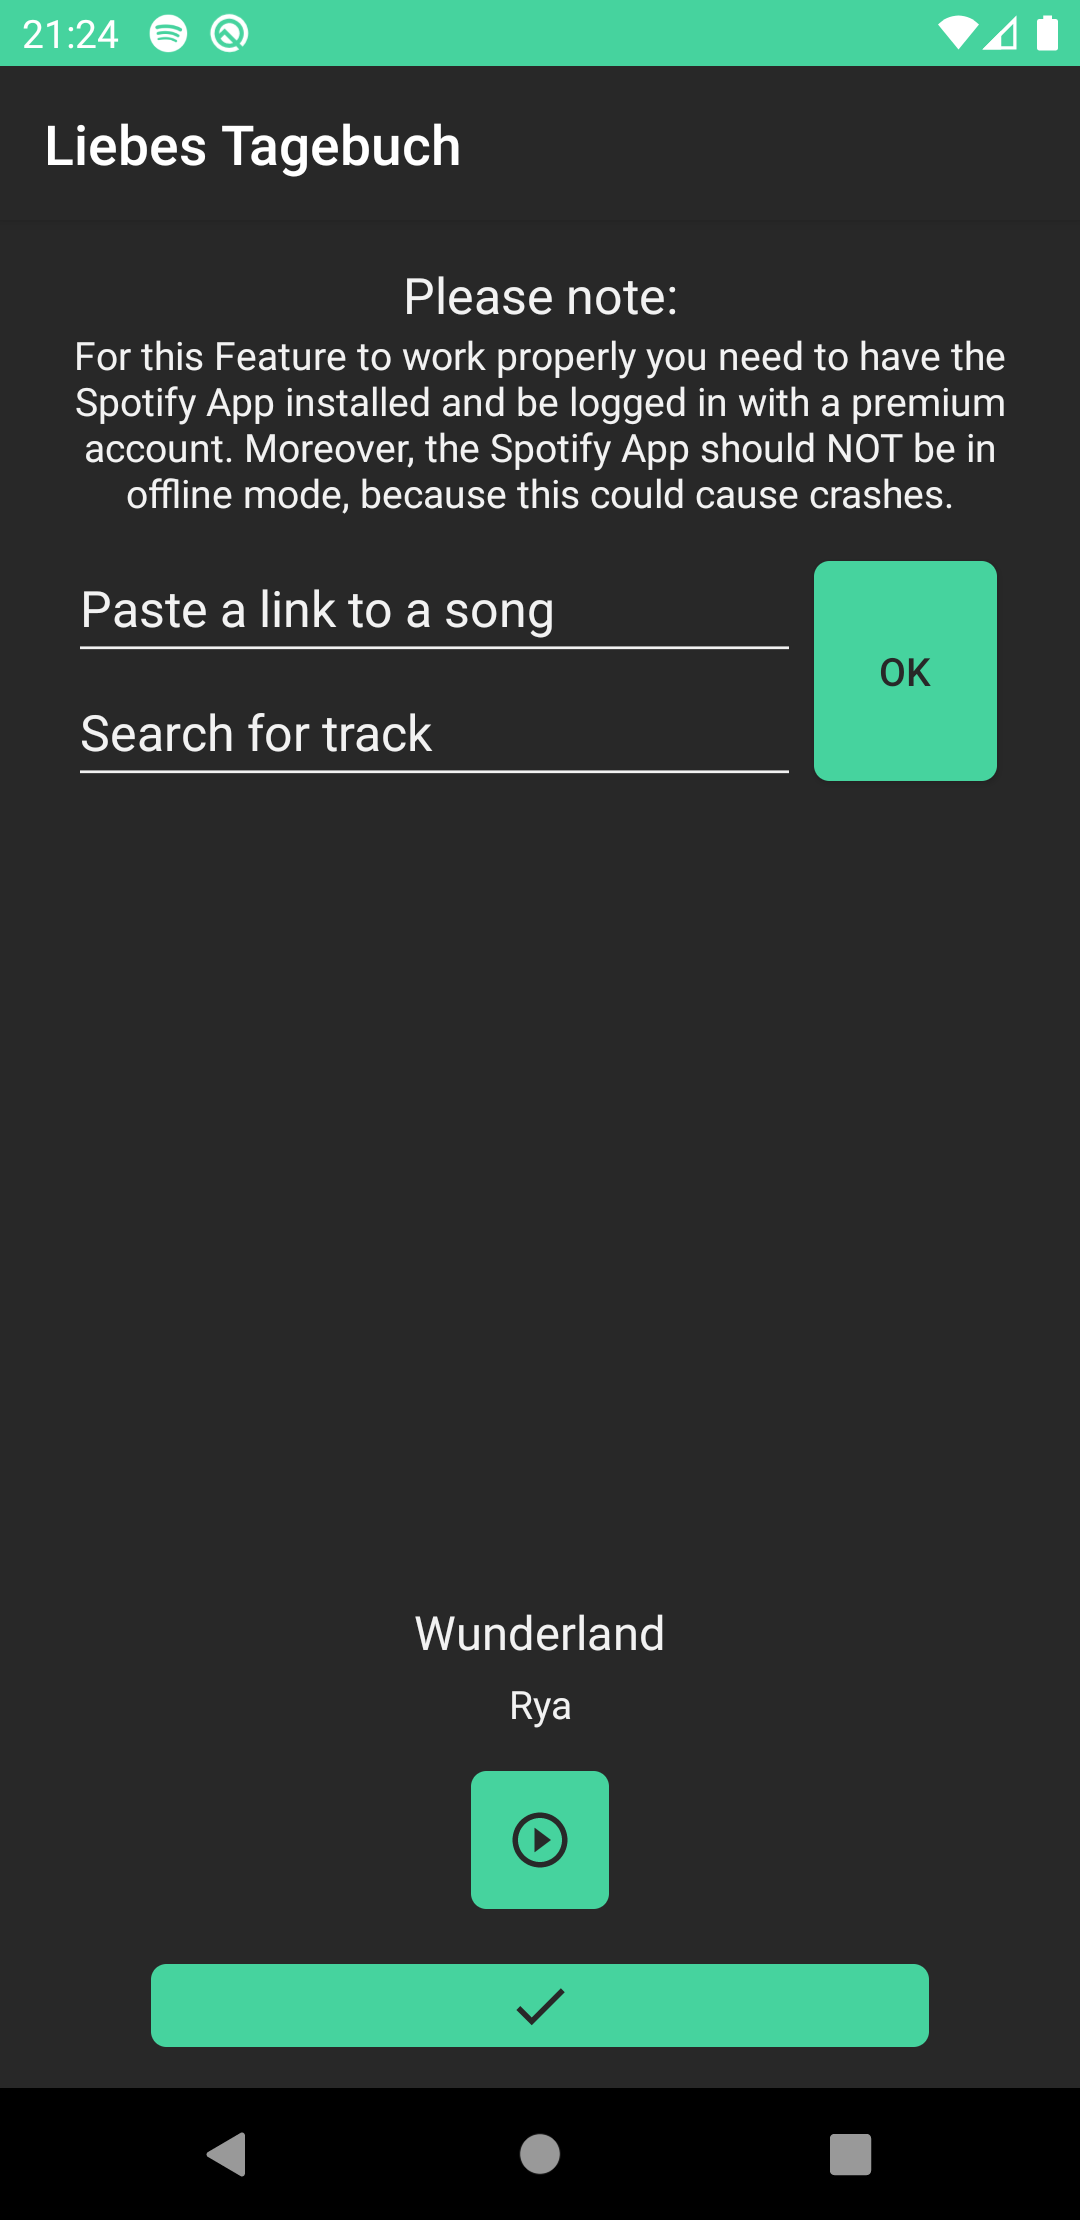 21:24
Liebes Tagebuch
Please note:
For this Feature to work properly you need to have the
Spotify App installed and be logged in with a premium
account. Moreover, the Spotify App should NOT be in
offline mode, because this could cause crashes.
Paste a link to a song
OK
Search for track
Wunderland
Rya